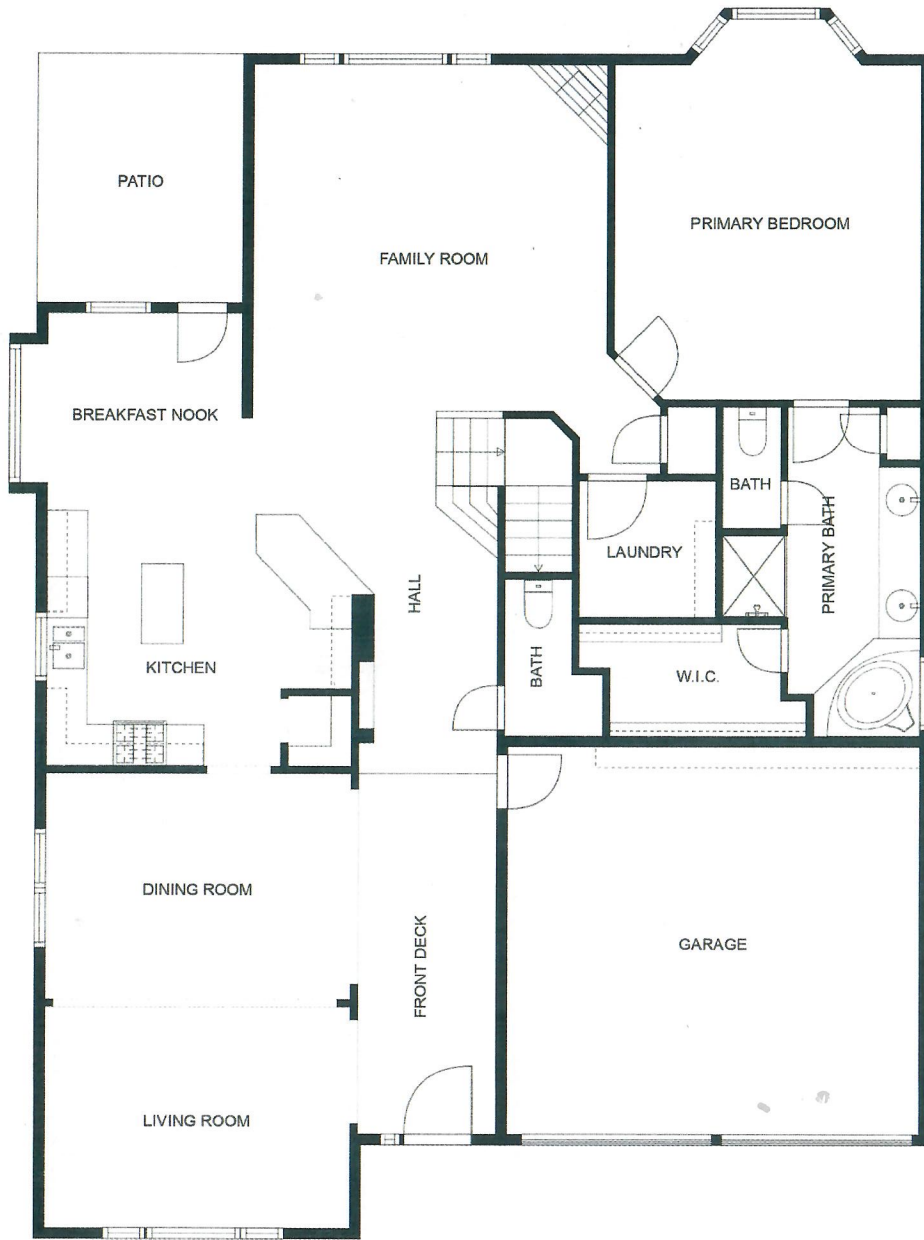 PATIO
FAMILY ROOM
PRIMARY BEDROOM
BREAKFAST NOOK
BATH
LAUNDRY
PRIMARY BATH
HALL
KITCHEN
BATH
W.I.C.
DINING ROOM
FRONT DECK
GARAGE
LIVING ROOM